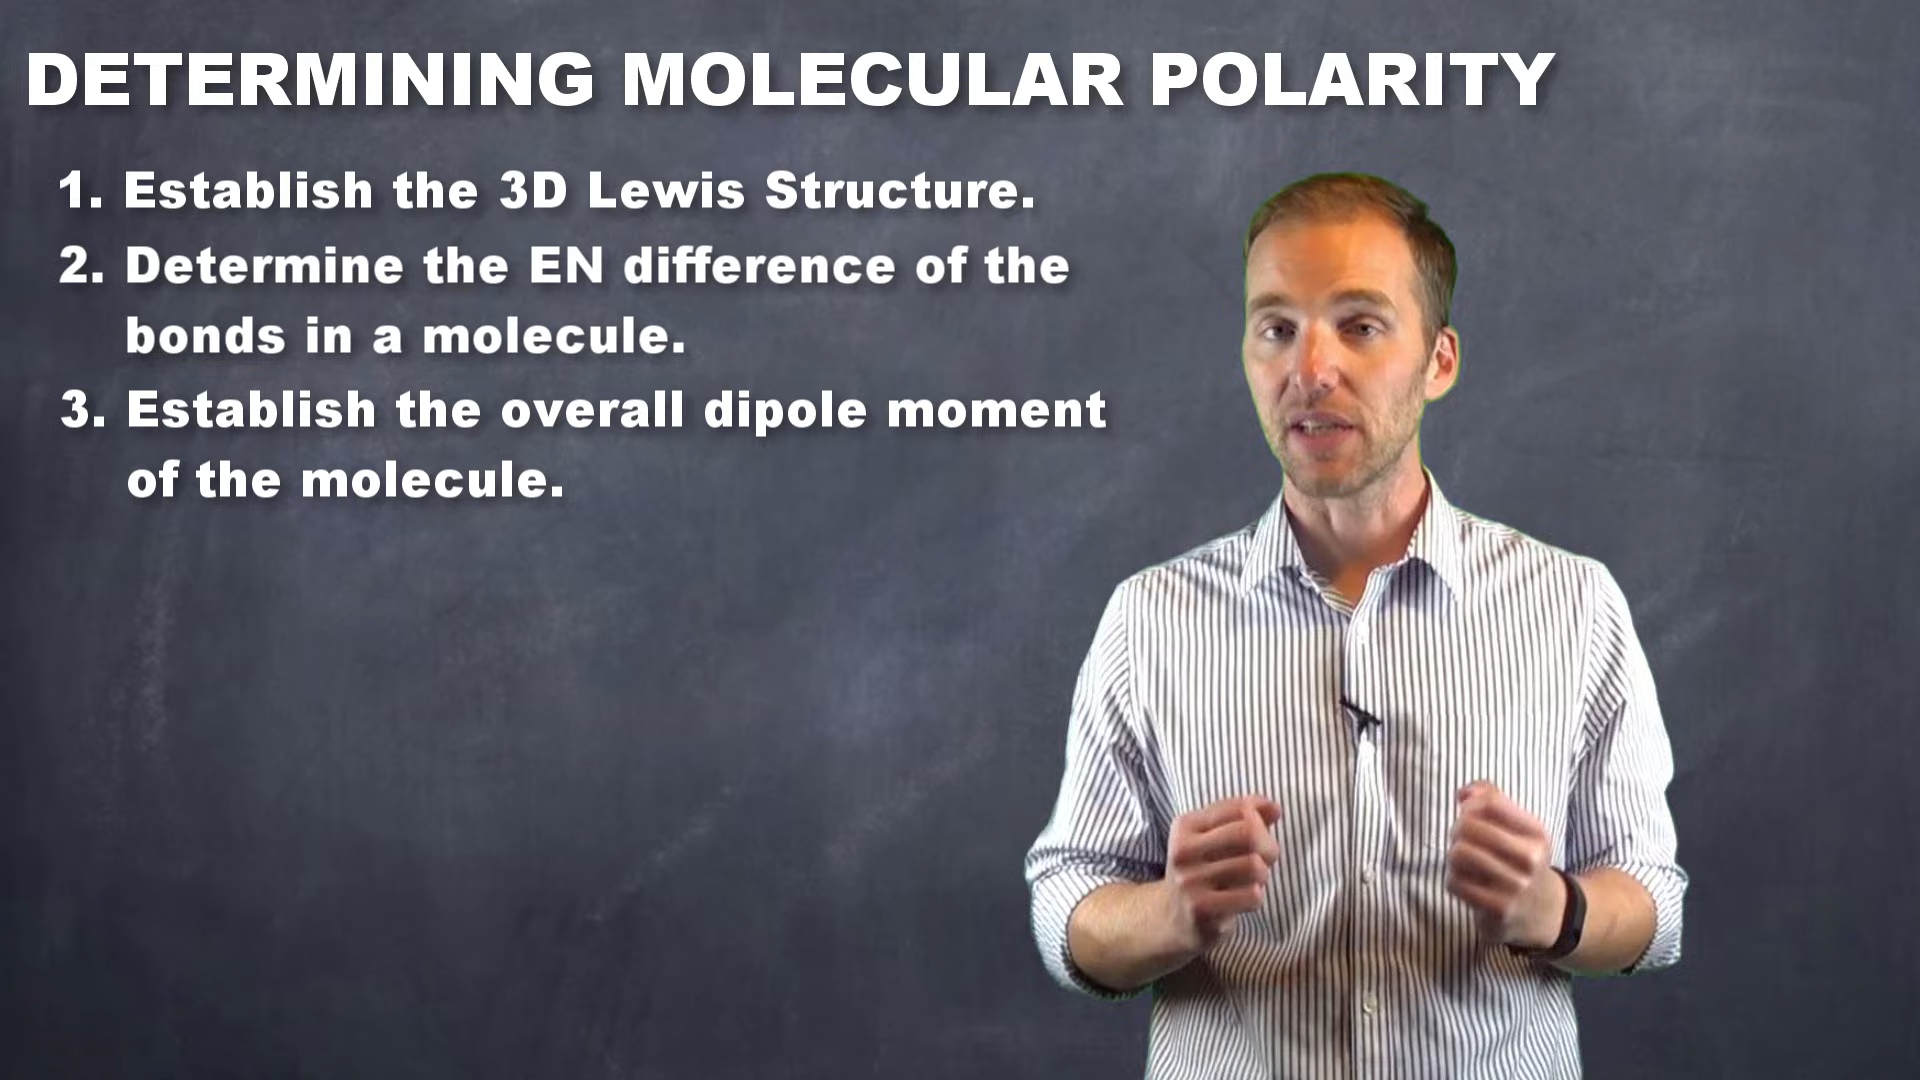 DETERMINING MOLECULAR POLARITY
1. Establish the 3D Lewis Structure.
2. Determine the EN difference of the
bonds in a molecule.
3. Establish the overall dipole moment
of the molecule.